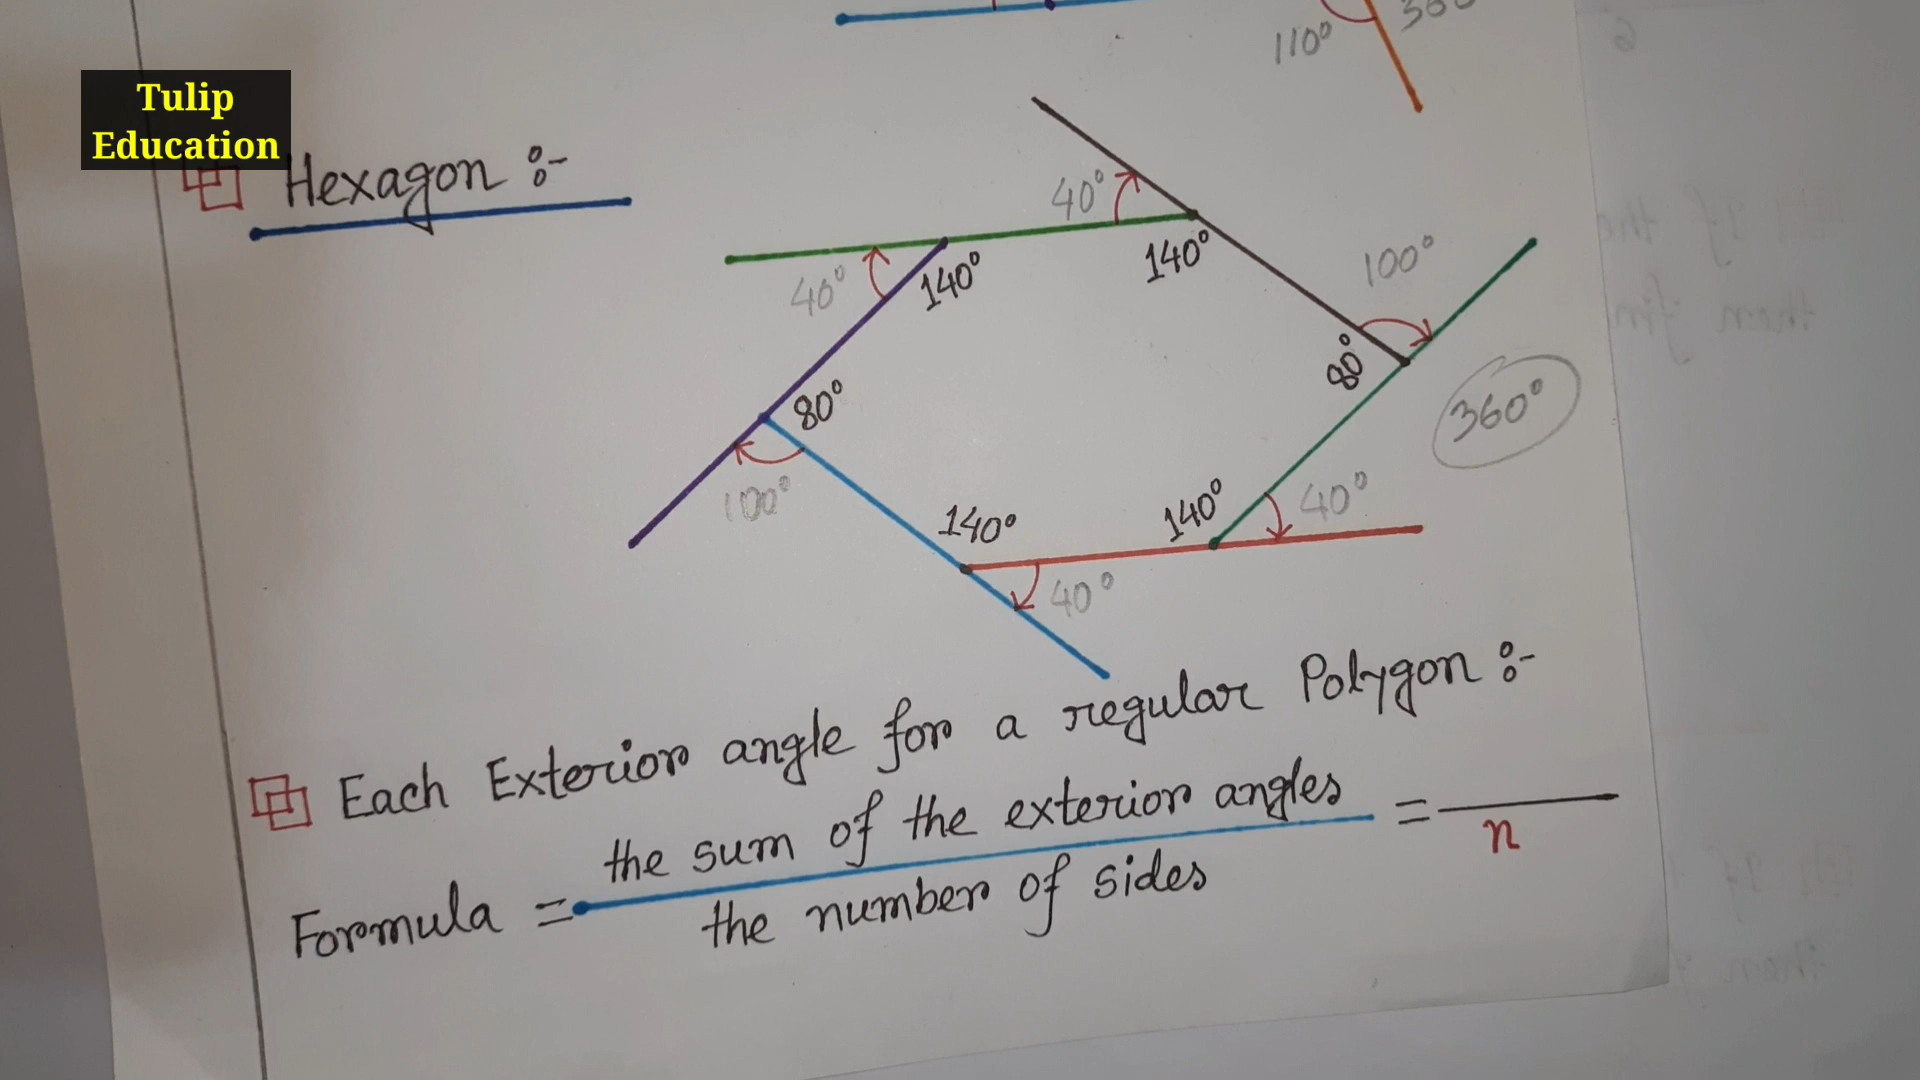 110°
Tulip
Education
Hexagon :-
40°
140°
100°
40°
140°
80°
360°
80°
100°
140°
140°
40°
40°
Each Exterior angle for a regular Polygon :-
Formula = the sum of the exterior angles = 
the number of sides
n